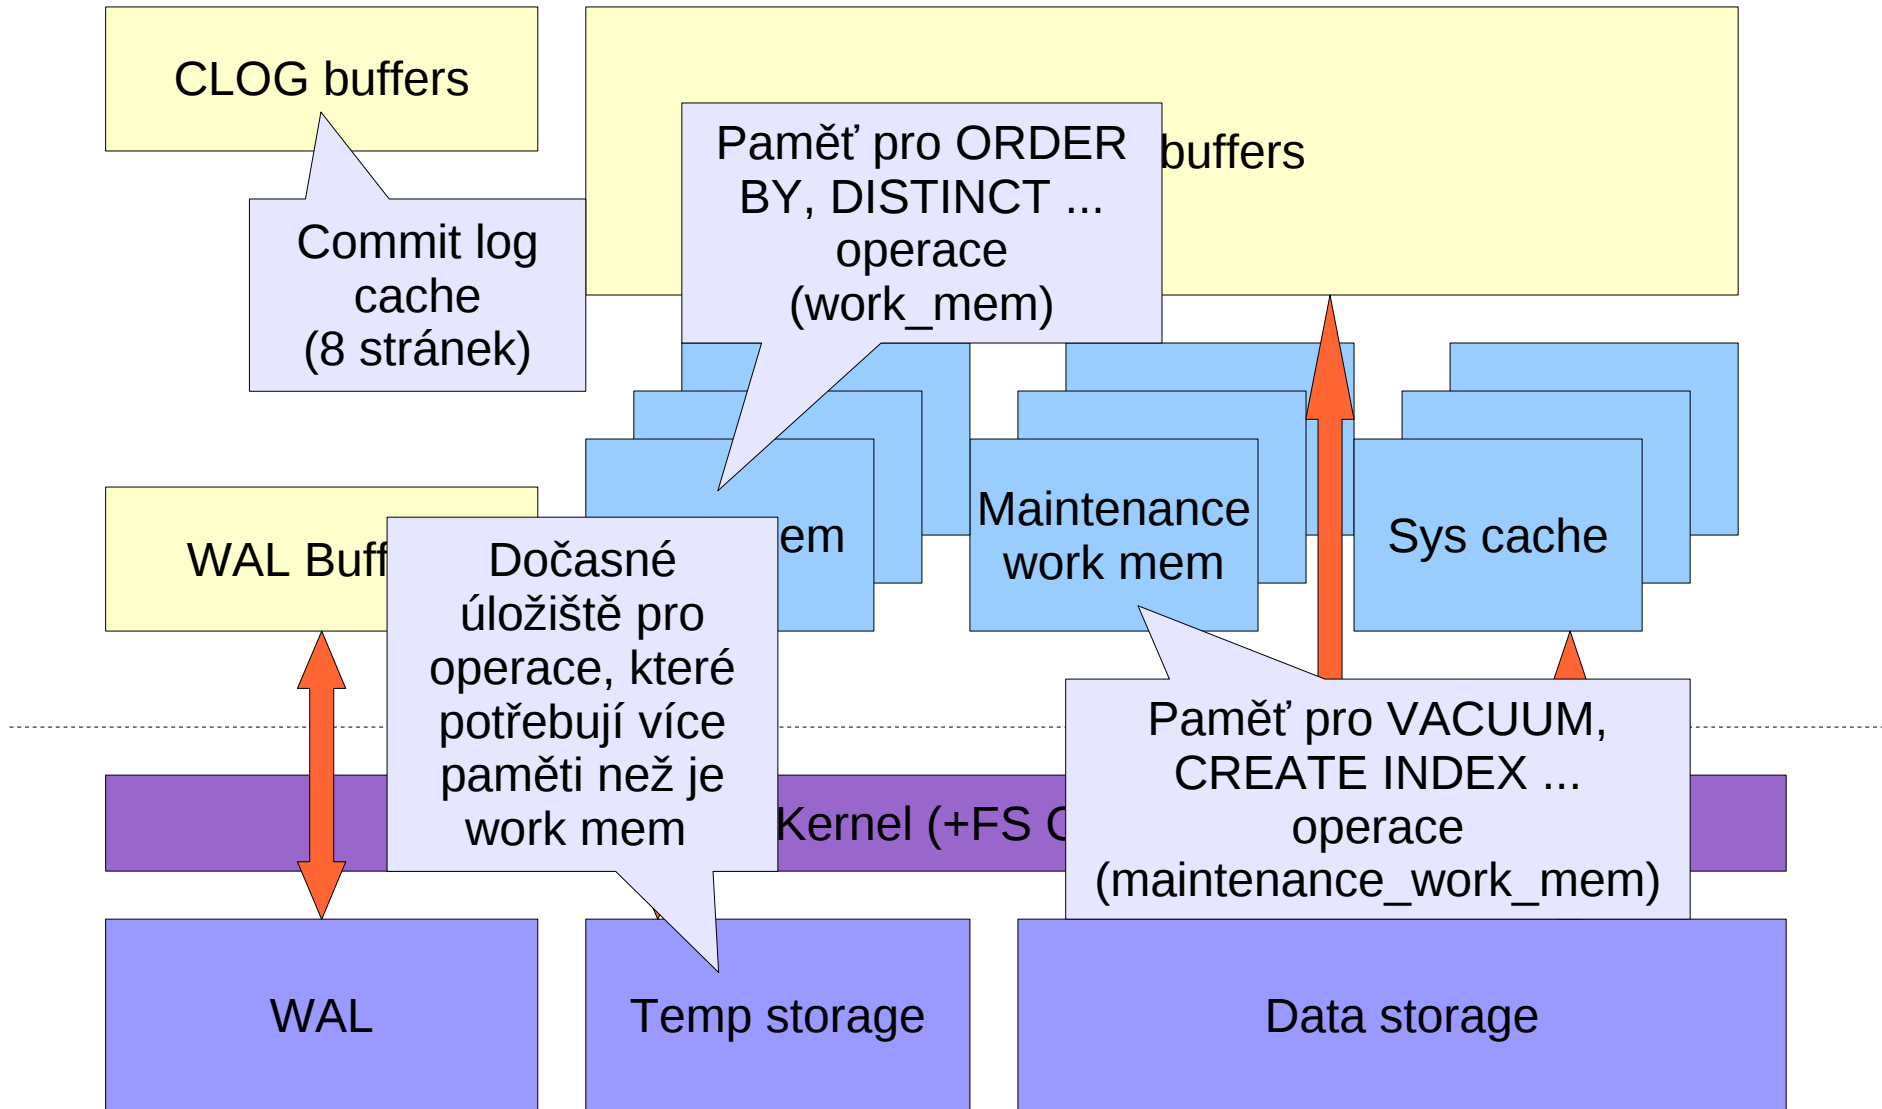 CLOG buffers
buffers
Paměť pro ORDER
BY, DISTINCT ...
operace
(work_mem)
Commit log
cache
(8 stránek)
WAL Buff
em
Maintenance
work mem
Sys cache
Dočasné
úložiště pro
operace, které
potřebují více
paměti než je
work mem
Paměť pro VACUUM,
CREATE INDEX ...
operace
(maintenance_work_mem)
Kernel (+FS
WAL
Temp storage
Data storage